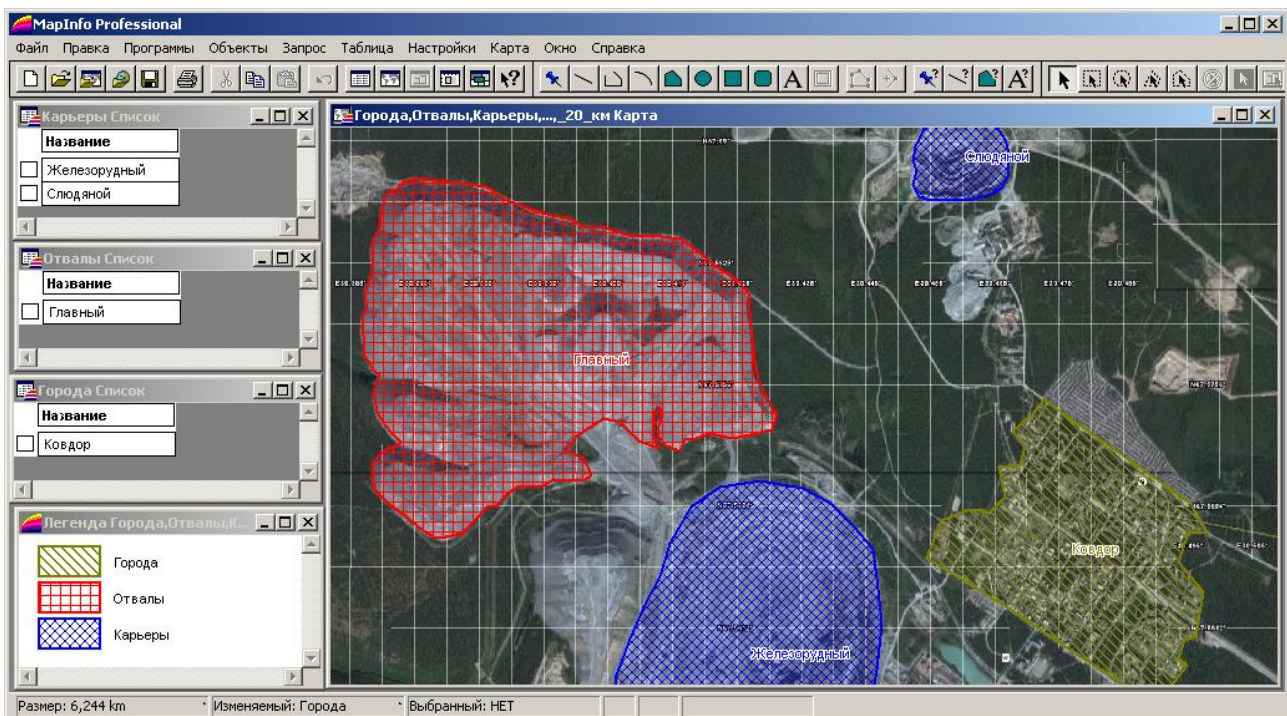 MapInfo Professional
Файл Правка Программы Объекты Запрос Таблица Настройки Карта Окно Справка
Карьеры Список
Название
Железорудный
Слюдяной
Отвалы Список
Название
Главный
Города Список
Название
Ковдор
Легенда Города,Отвалы,К...
Города
Отвалы
Карьеры
Города,Отвалы,Карьеры,...,_20_км Карта
Слюдяной
Главный
Ковдор
Железорудный
Размер: 6,244 km Изменяемый: Города Выбранный: НЕТ